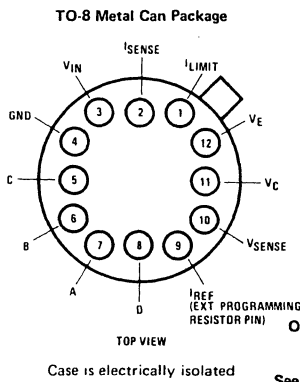 TO-8 Metal Can Package
ISENSE
VIN
ILIMIT
GND
VE
3
2
1
4
12
C
5
11
VC
6
10
B
7
8
9
VSENSE
A
D
IREF
(EXT PROGRAMMING
RESISTOR PIN)
O
TOP VIEW
Case is electrically isolated
See